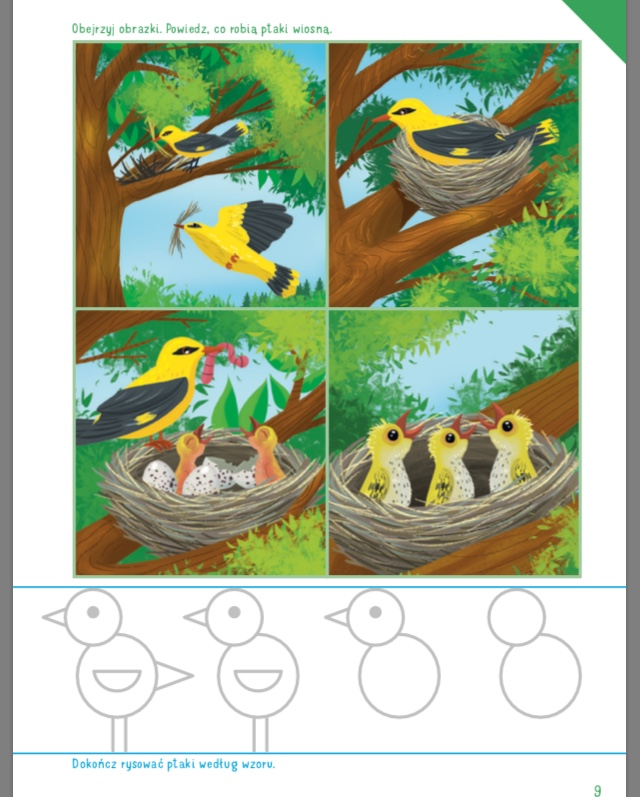 Obejrzyj obrazki. Powiedz, co robią ptaki wiosną.
Dokończ rysować ptaki według wzoru.
9